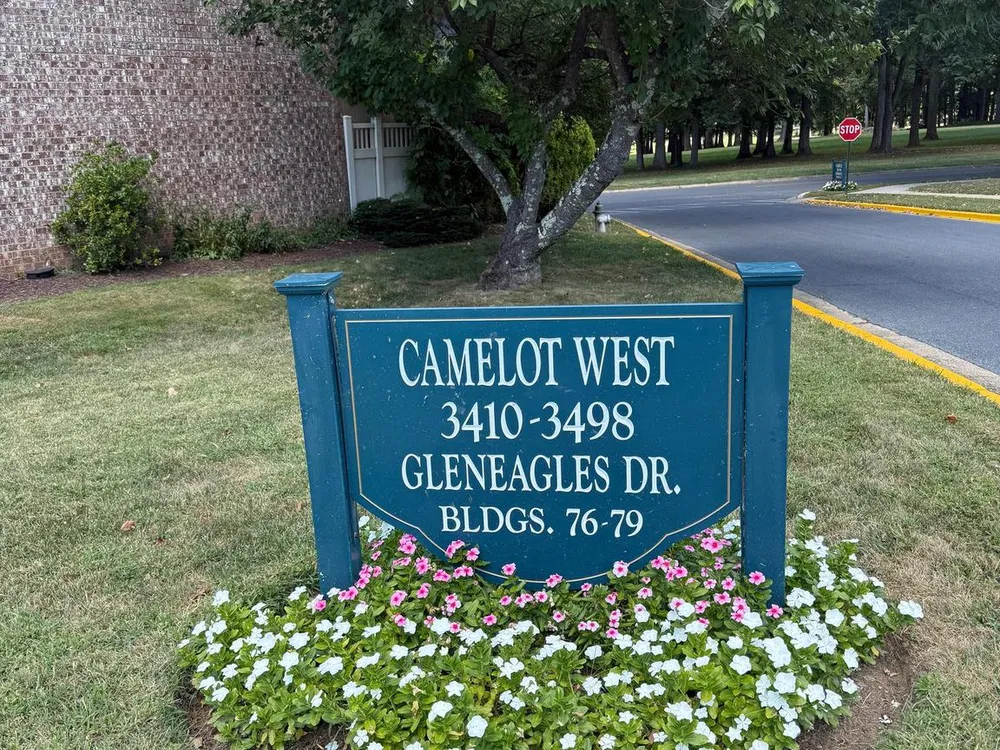 STOP
CAMELOT WEST
3410-3498
GLENEAGLES DR.
BLDGS. 76-79